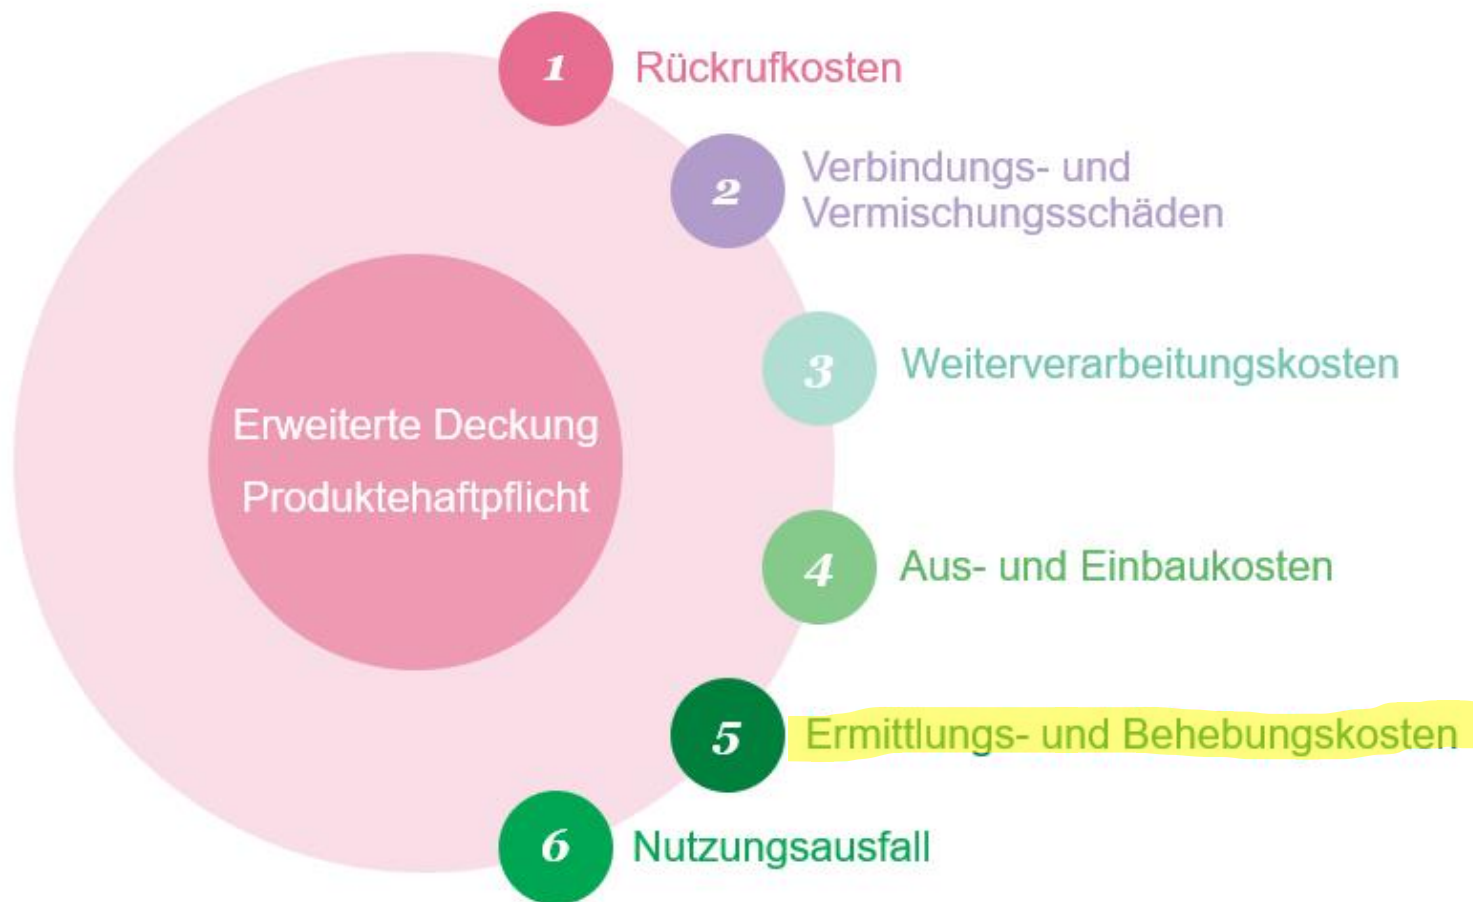 1 Rückrufkosten
2 Verbindungs- und
Vermischungsschäden
3 Weiterverarbeitungskosten
Erweiterte Deckung
Produktehaftpflicht
4 Aus- und Einbaukosten
5 Ermittlungs- und Behebungskosten
6 Nutzungsausfall